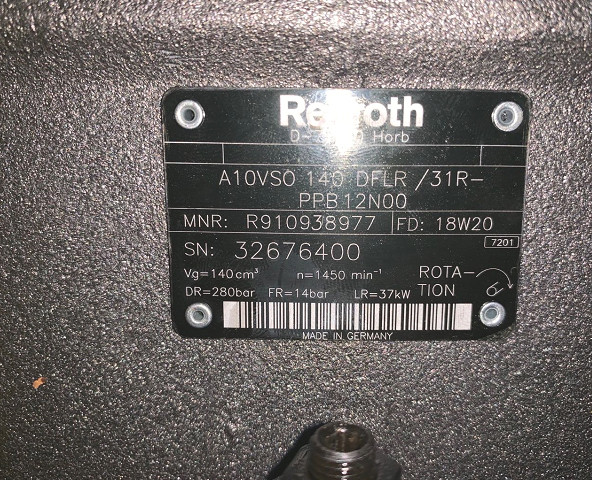 Rexroth
Horb
A10VSO 140 DFLR /31R-
PPB12N00
MNR: R910938977 FD: 18W20
SN: 32676400 7201
Vg=140cm³ n=1450 min⁻¹ ROTA-
DR=280bar FR=14bar LR=37kW TION
MADE IN GERMANY